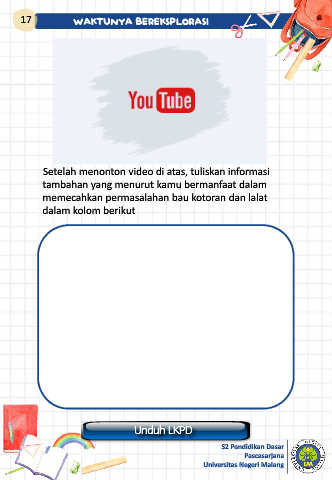 17
WAKTUNYA BEREKSPLORASI
YouTube
Setelah menonton video di atas, tuliskan informasi
tambahan yang menurut kamu bermanfaat dalam
memecahkan permasalahan bau kotoran dan lalat
dalam kolom berikut
Unduh LKPD
S2 Pendidikan Dasar
Pascasarjana
Universitas Negeri Malang